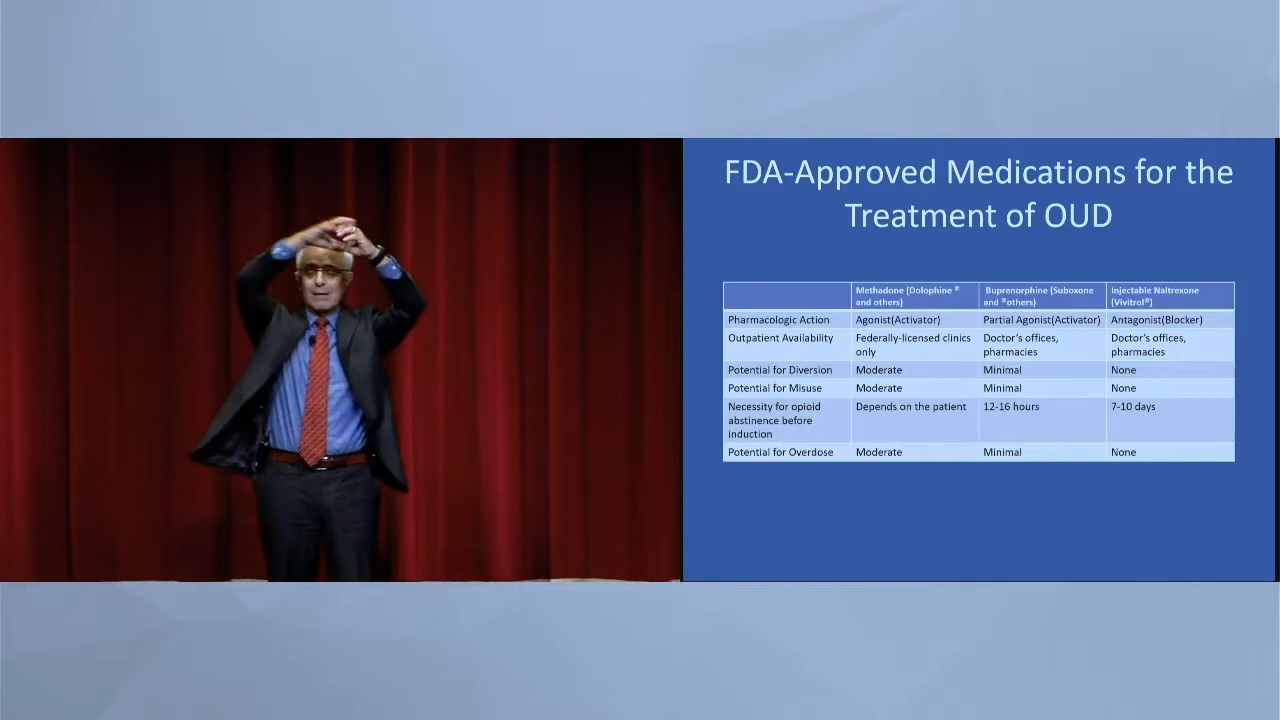 FDA-Approved Medications for the
Treatment of OUD
Methadone (Dolophine ®
and others)
Buprenorphine (Suboxone
and ®others)
Injectable Naltrexone
(Vivitrol®)
Pharmacologic Action
Agonist(Activator)
Partial Agonist(Activator)
Antagonist(Blocker)
Outpatient Availability
Federally-licensed clinics
only
Doctor's offices,
pharmacies
Doctor's offices,
pharmacies
Potential for Diversion
Moderate
Minimal
None
Potential for Misuse
Moderate
Minimal
None
Necessity for opioid
abstinence before
induction
Depends on the patient
12-16 hours
7-10 days
Potential for Overdose
Moderate
Minimal
None